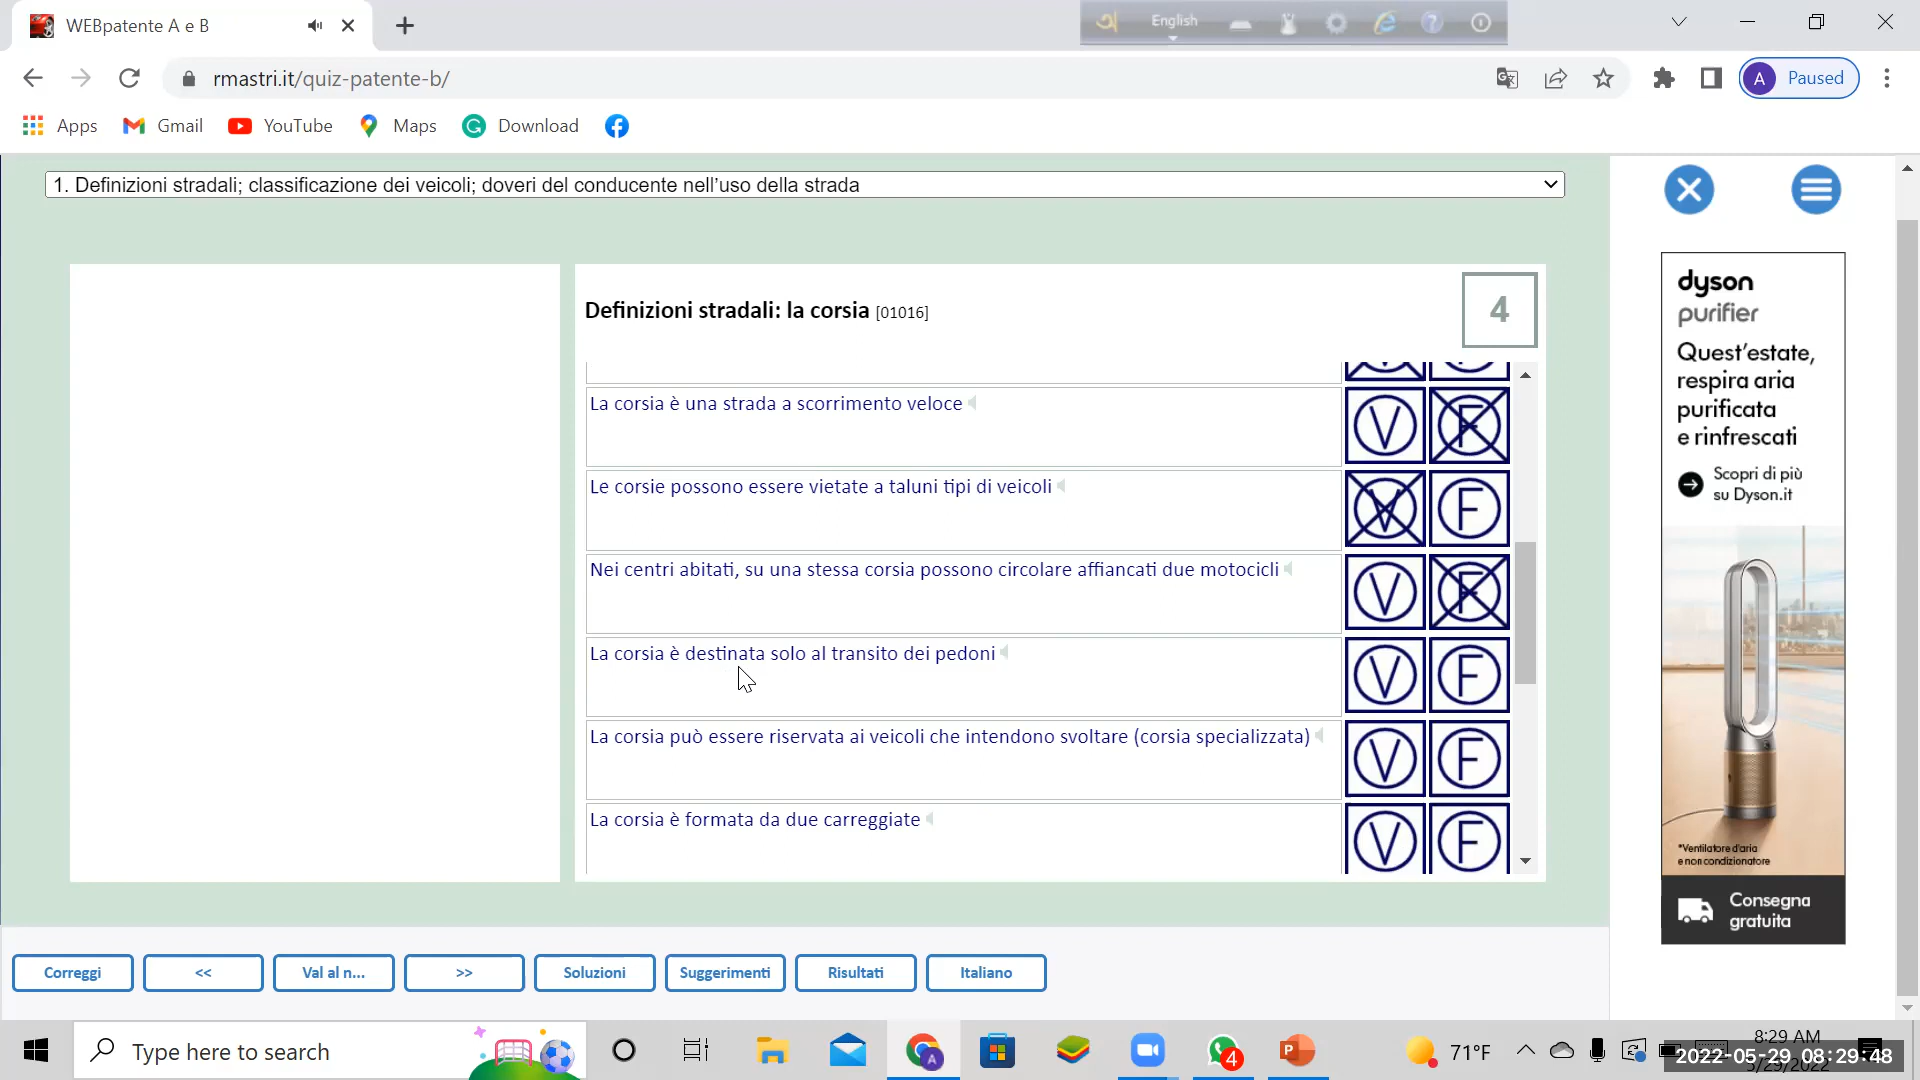 WEBpatente A e B
English
rmastri.it/quiz-patente-b/
A
Paused
Apps
Gmail
YouTube
Maps
Download
1. Definizioni stradali; classificazione dei veicoli; doveri del conducente nell'uso della strada
Definizioni stradali: la corsia [01016]
4
La corsia è una strada a scorrimento veloce
V F
Le corsie possono essere vietate a taluni tipi di veicoli
V F
Nei centri abitati, su una stessa corsia possono circolare affiancati due motocicli
V F
La corsia è destinata solo al transito dei pedoni
V F
La corsia può essere riservata ai veicoli che intendono svoltare (corsia specializzata)
V F
La corsia è formata da due carreggiate
V F
dyson
purifier
Quest'estate,
respira aria
purificata
e rinfrescati
Scopri di più
su Dyson.it
*Ventilatore d'aria
e non condizionatore
Consegna
gratuita
Correggi
<<
Val al n...
>>
Soluzioni
Suggerimenti
Risultati
Italiano
Type here to search
A
4
P
71°F
8:29 AM
2022-05-29 08:29:48